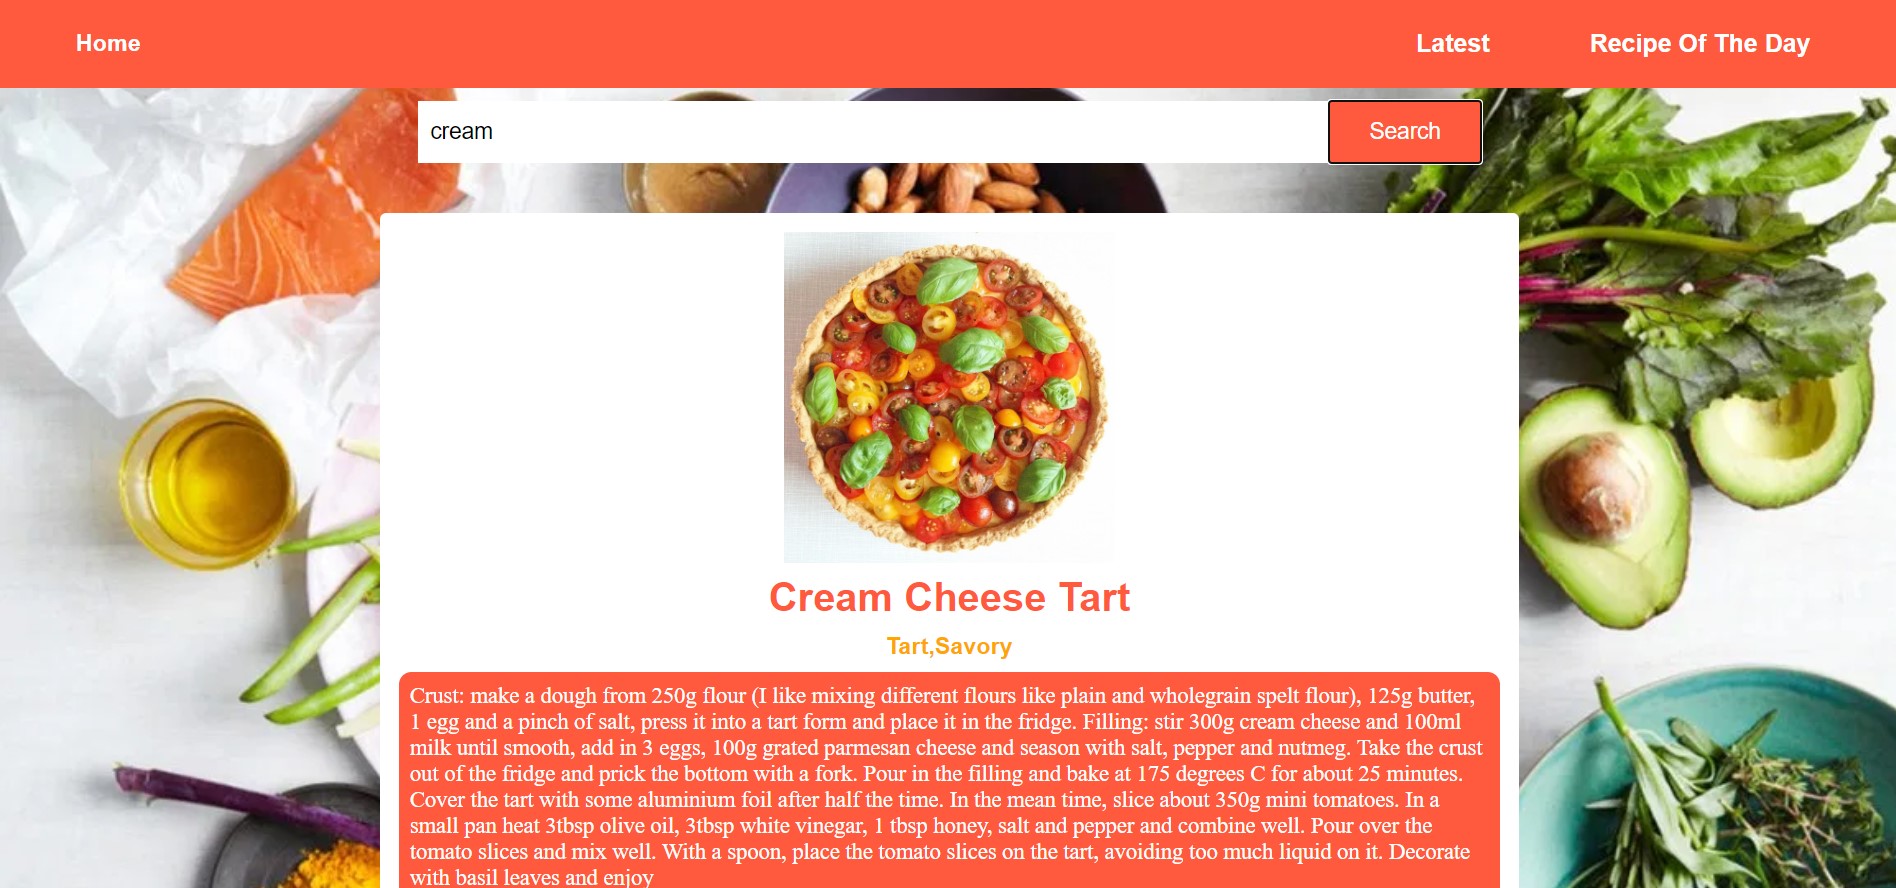 Home
Latest
Recipe Of The Day
cream
Search
Cream Cheese Tart
Tart,Savory
Crust: make a dough from 250g flour (I like mixing different flours like plain and wholegrain spelt flour), 125g butter,
1 egg and a pinch of salt, press it into a tart form and place it in the fridge. Filling: stir 300g cream cheese and 100ml
milk until smooth, add in 3 eggs, 100g grated parmesan cheese and season with salt, pepper and nutmeg. Take the crust
out of the fridge and prick the bottom with a fork. Pour in the filling and bake at 175 degrees C for about 25 minutes.
Cover the tart with some aluminium foil after half the time. In the mean time, slice about 350g mini tomatoes. In a
small pan heat 3tbsp olive oil, 3tbsp white vinegar, 1 tbsp honey, salt and pepper and combine well. Pour over the
tomato slices and mix well. With a spoon, place the tomato slices on the tart, avoiding too much liquid on it. Decorate
with basil leaves and enjoy